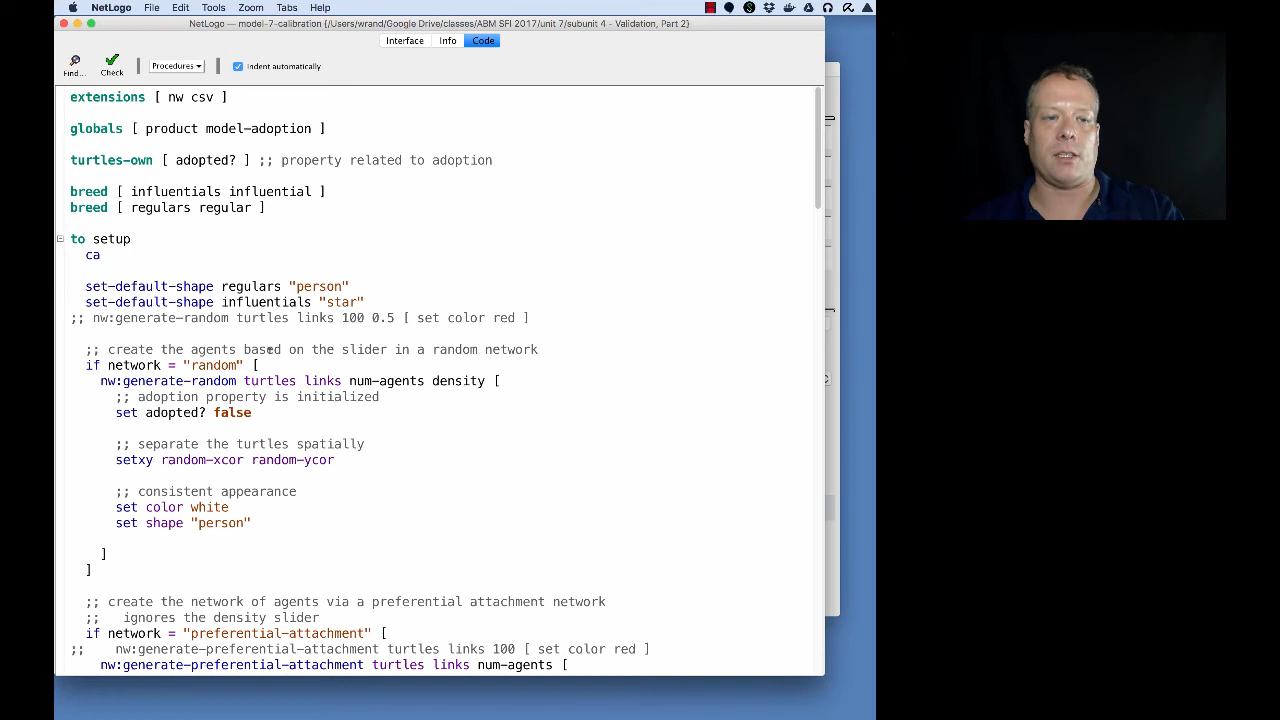 NetLogo File Edit Tools Zoom Tabs Help
NetLogo — model-7-calibration {/Users/wrand/Google Drive/classes/ABM SFI 2017/unit 7/subunit 4 - Validation, Part 2}
Interface Info Code
Find... Check Procedures Indent automatically
extensions [ nw csv ]
globals [ product model-adoption ]
turtles-own [ adopted? ] ;; property related to adoption
breed [ influentials influential ]
breed [ regulars regular ]
to setup
ca
set-default-shape regulars "person"
set-default-shape influentials "star"
;; nw:generate-random turtles links 100 0.5 [ set color red ]
;; create the agents based on the slider in a random network
if network = "random" [
nw:generate-random turtles links num-agents density [
;; adoption property is initialized
set adopted? false
;; separate the turtles spatially
setxy random-xcor random-ycor
;; consistent appearance
set color white
set shape "person"
]
]
;; create the network of agents via a preferential attachment network
;; ignores the density slider
if network = "preferential-attachment" [
;; nw:generate-preferential-attachment turtles links 100 [ set color red ]
nw:generate-preferential-attachment turtles links num-agents [